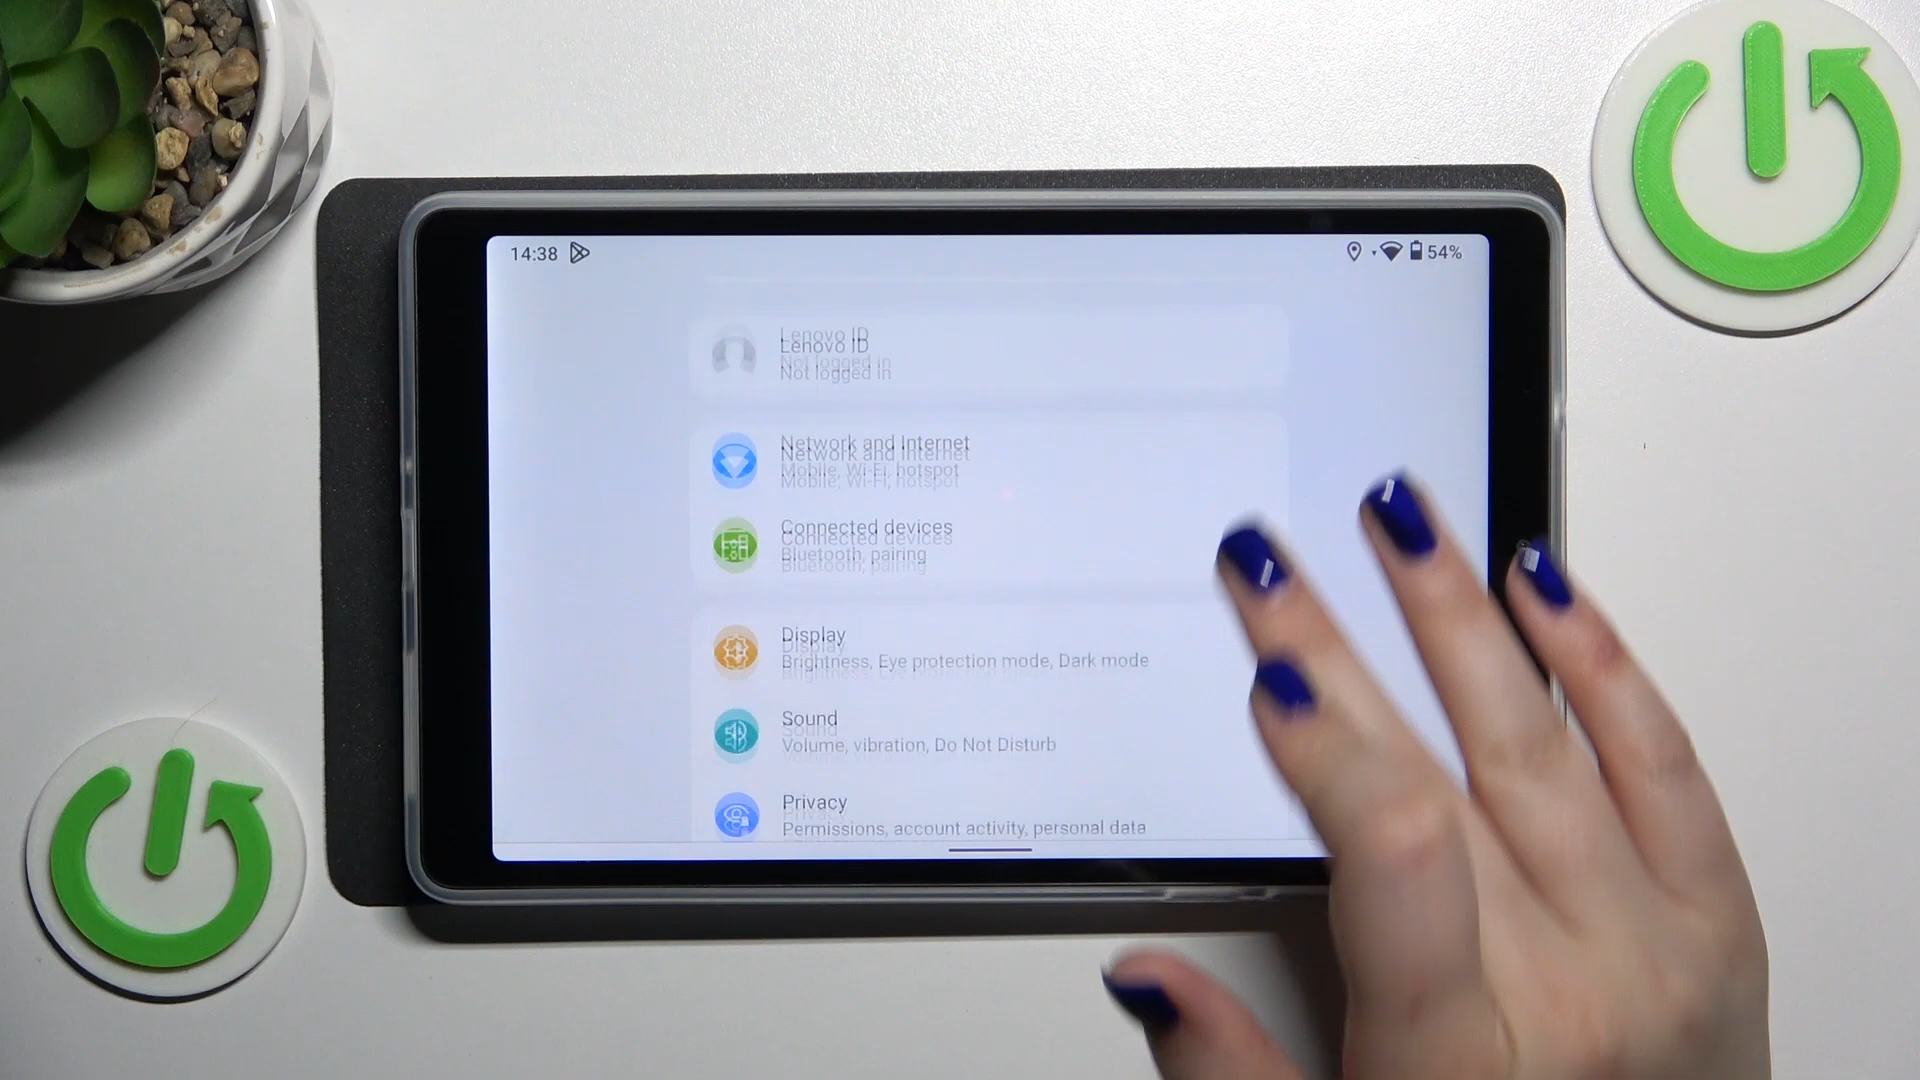 14:38 54%
Lenovo ID
Not logged in
Network and Internet
Mobile, Wi-Fi, hotspot
Connected devices
Bluetooth, pairing
Display
Brightness, Eye protection mode, Dark mode
Sound
Volume, vibration, Do Not Disturb
Privacy
Permissions, account activity, personal data